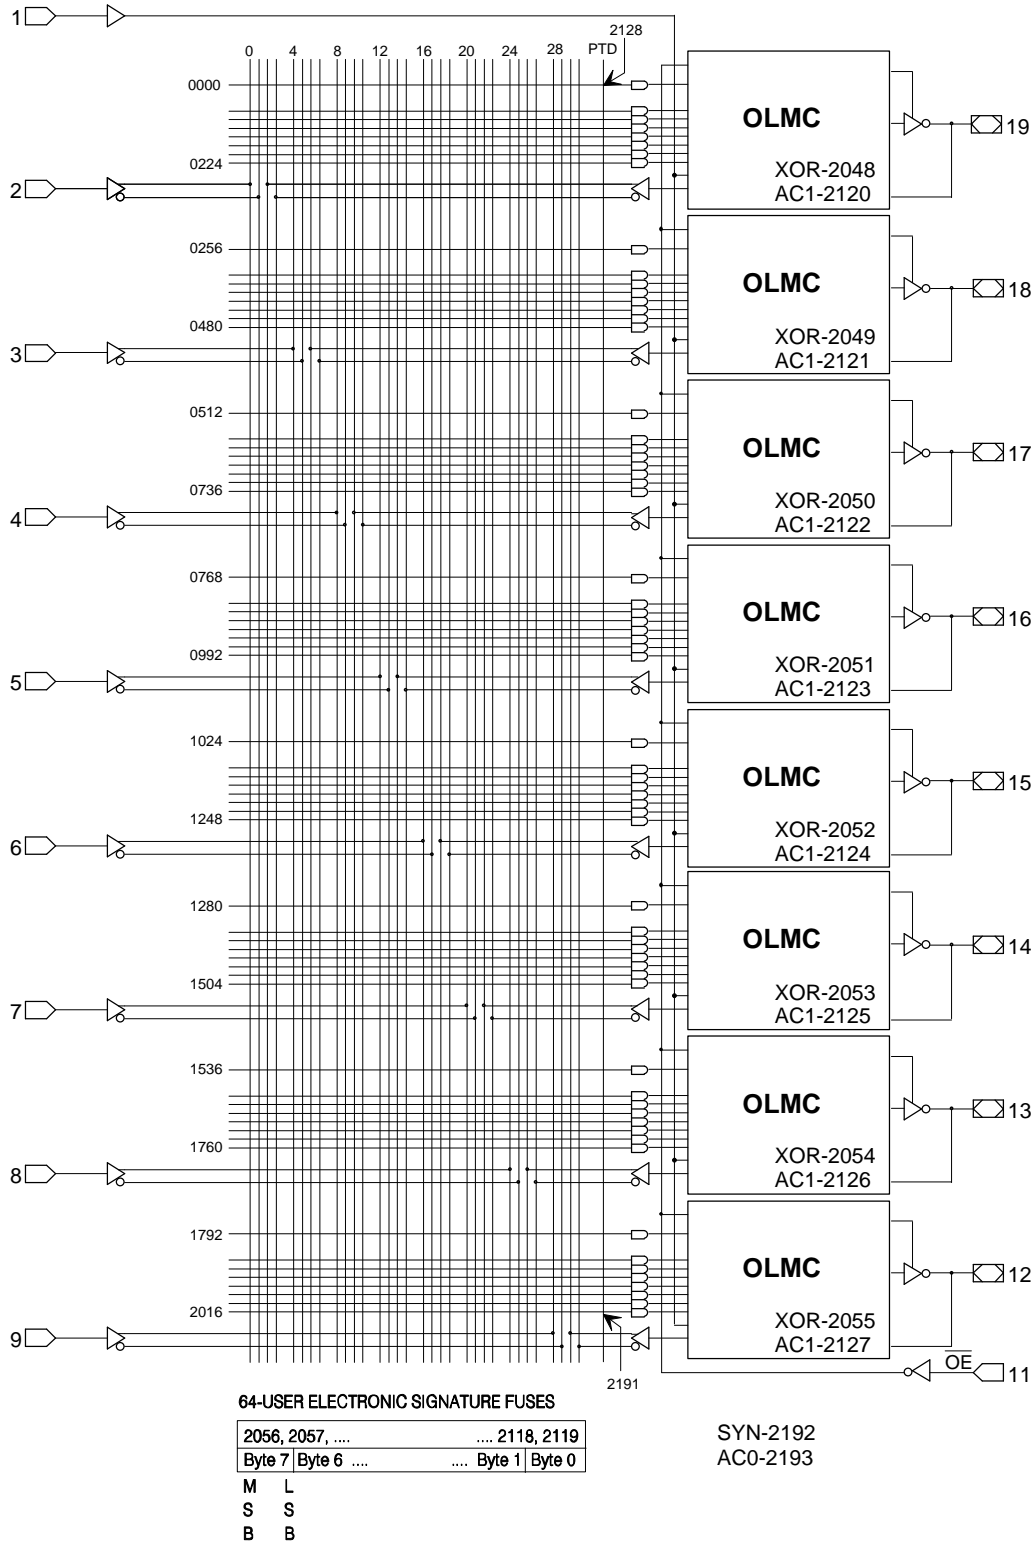 1
2128
0 4 8 12 16 20 24 28 PTD
0000
OLMC
19
0224
XOR-2048
AC1-2120
2
0256
OLMC
18
0480
XOR-2049
AC1-2121
3
0512
OLMC
17
0736
XOR-2050
AC1-2122
4
0768
OLMC
16
0992
XOR-2051
AC1-2123
5
1024
OLMC
15
1248
XOR-2052
AC1-2124
6
1280
OLMC
14
1504
XOR-2053
AC1-2125
7
1536
OLMC
13
1760
XOR-2054
AC1-2126
8
1792
OLMC
12
2016
XOR-2055
AC1-2127
9
OE
11
2191
64-USER ELECTRONIC SIGNATURE FUSES
2056, 2057, .... .... 2118, 2119
Byte 7 Byte 6 .... .... Byte 1 Byte 0
M L
S S
B B
SYN-2192
AC0-2193